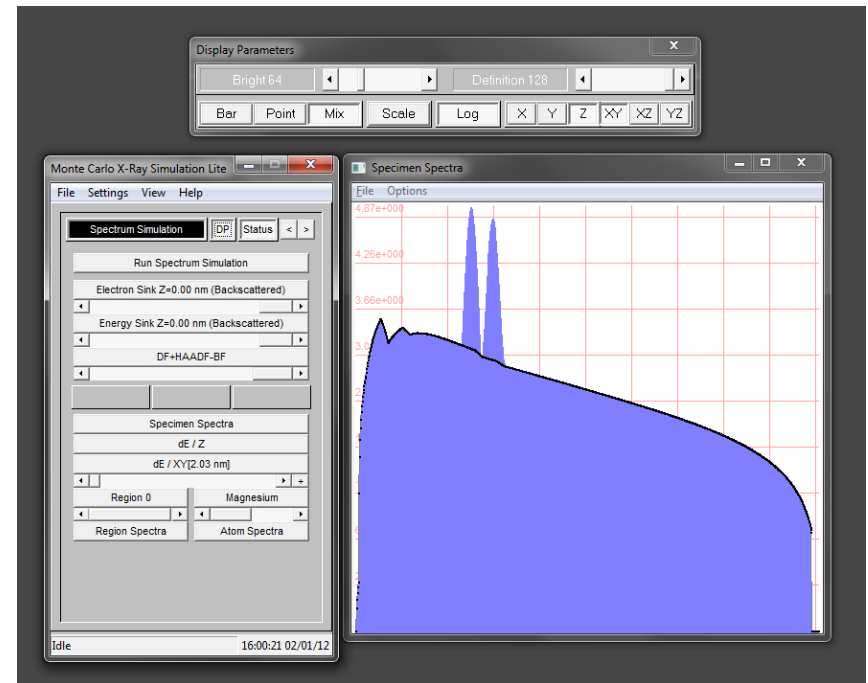 Display Parameters
x
Bright 64
Definition 128
Bar Point Mix Scale Log X Y Z XY XZ YZ
Monte Carlo X-Ray Simulation Lite
File Settings View Help
Spectrum Simulation DP Status < >
Run Spectrum Simulation
Electron Sink Z=0.00 nm (Backscattered)
Energy Sink Z=0.00 nm (Backscattered)
DF+HAADF-BF
Specimen Spectra
dE / Z
dE / XY[2.03 nm]
+
Region 0 Magnesium
Region Spectra Atom Spectra
Idle 16:00:21 02/01/12
Specimen Spectra
File Options
4.87e+000
4.26e+000
3.66e+000